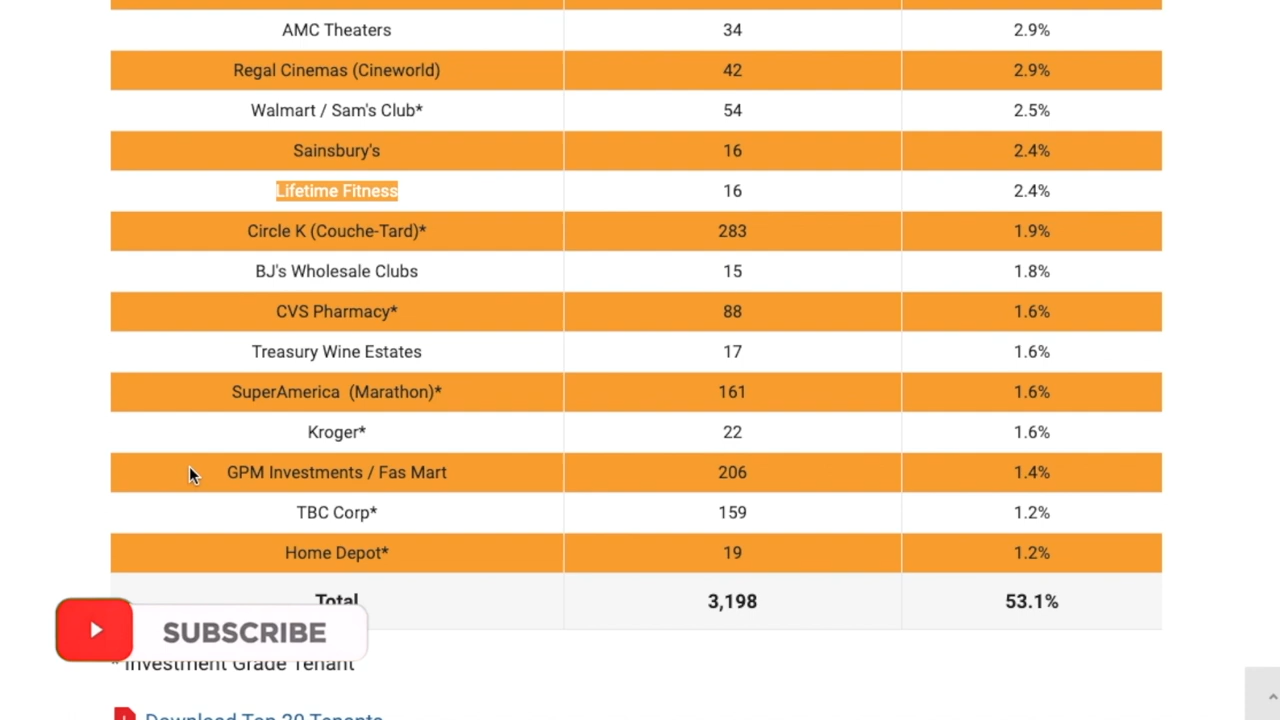 AMC Theaters 34 2.9%
Regal Cinemas (Cineworld) 42 2.9%
Walmart / Sam's Club* 54 2.5%
Sainsbury's 16 2.4%
Lifetime Fitness 16 2.4%
Circle K (Couche-Tard)* 283 1.9%
BJ's Wholesale Clubs 15 1.8%
CVS Pharmacy* 88 1.6%
Treasury Wine Estates 17 1.6%
SuperAmerica (Marathon)* 161 1.6%
Kroger* 22 1.6%
GPM Investments / Fas Mart 206 1.4%
TBC Corp* 159 1.2%
Home Depot* 19 1.2%
Total 3,198 53.1%
SUBSCRIBE
* Investment Grade Tenant
Download Top 20 Tenants